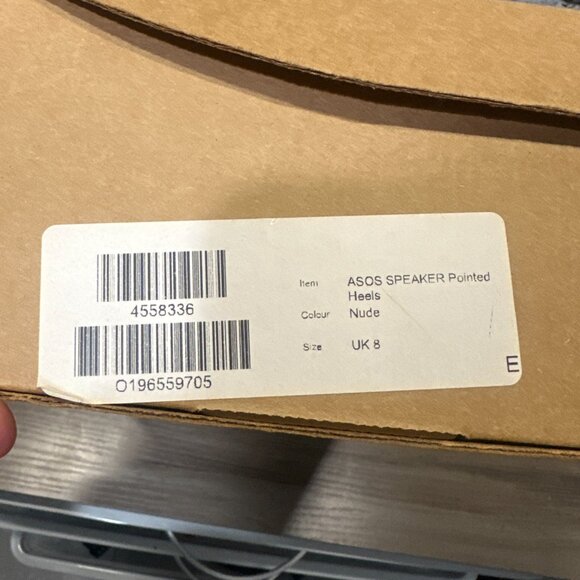 4558336
O196559705
Item ASOS SPEAKER Pointed
Heels
Colour Nude
Size UK 8
E